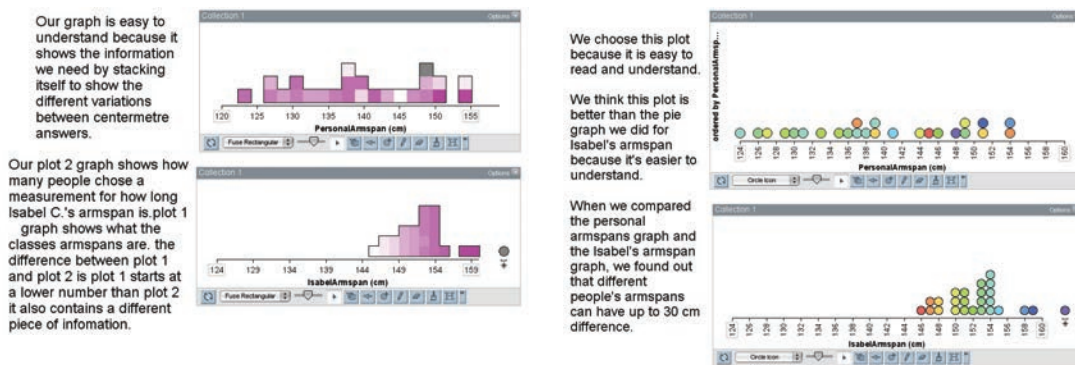 Our graph is easy to
understand because it
shows the information
we need by stacking
itself to show the
different variations
between centermetre
answers.
Our plot 2 graph shows how
many people chose a
measurement for how long
Isabel C.'s armspan is.plot 1
graph shows what the
classes armspans are. the
difference between plot 1
and plot 2 is plot 1 starts at
a lower number than plot 2
it also contains a different
piece of infomation.
Collection 1 Options
120 125 130 135 140 145 150 155
PersonalArmspan (cm)
Fuse Rectangular
Collection 1 Options
124 129 134 139 144 149 154 159
IsabelArmspan (cm)
Fuse Rectangular
We choose this plot
because it is easy to
read and understand.
We think this plot is
better than the pie
graph we did for
Isabel's armspan
because it's easier to
understand.
When we compared
the personal
armspans graph and
the Isabel's armspan
graph, we found out
that different
people's armspans
can have up to 30 cm
difference.
Collection 1 Options
ordered by PersonalArmsp...
124 126 128 130 132 134 136 138 140 142 144 146 148 150 152 154 156 158 160
PersonalArmspan (cm)
Circle Icon
Collection 1 Options
124 126 128 130 132 134 136 138 140 142 144 146 148 150 152 154 156 158 160
IsabelArmspan (cm)
Circle Icon